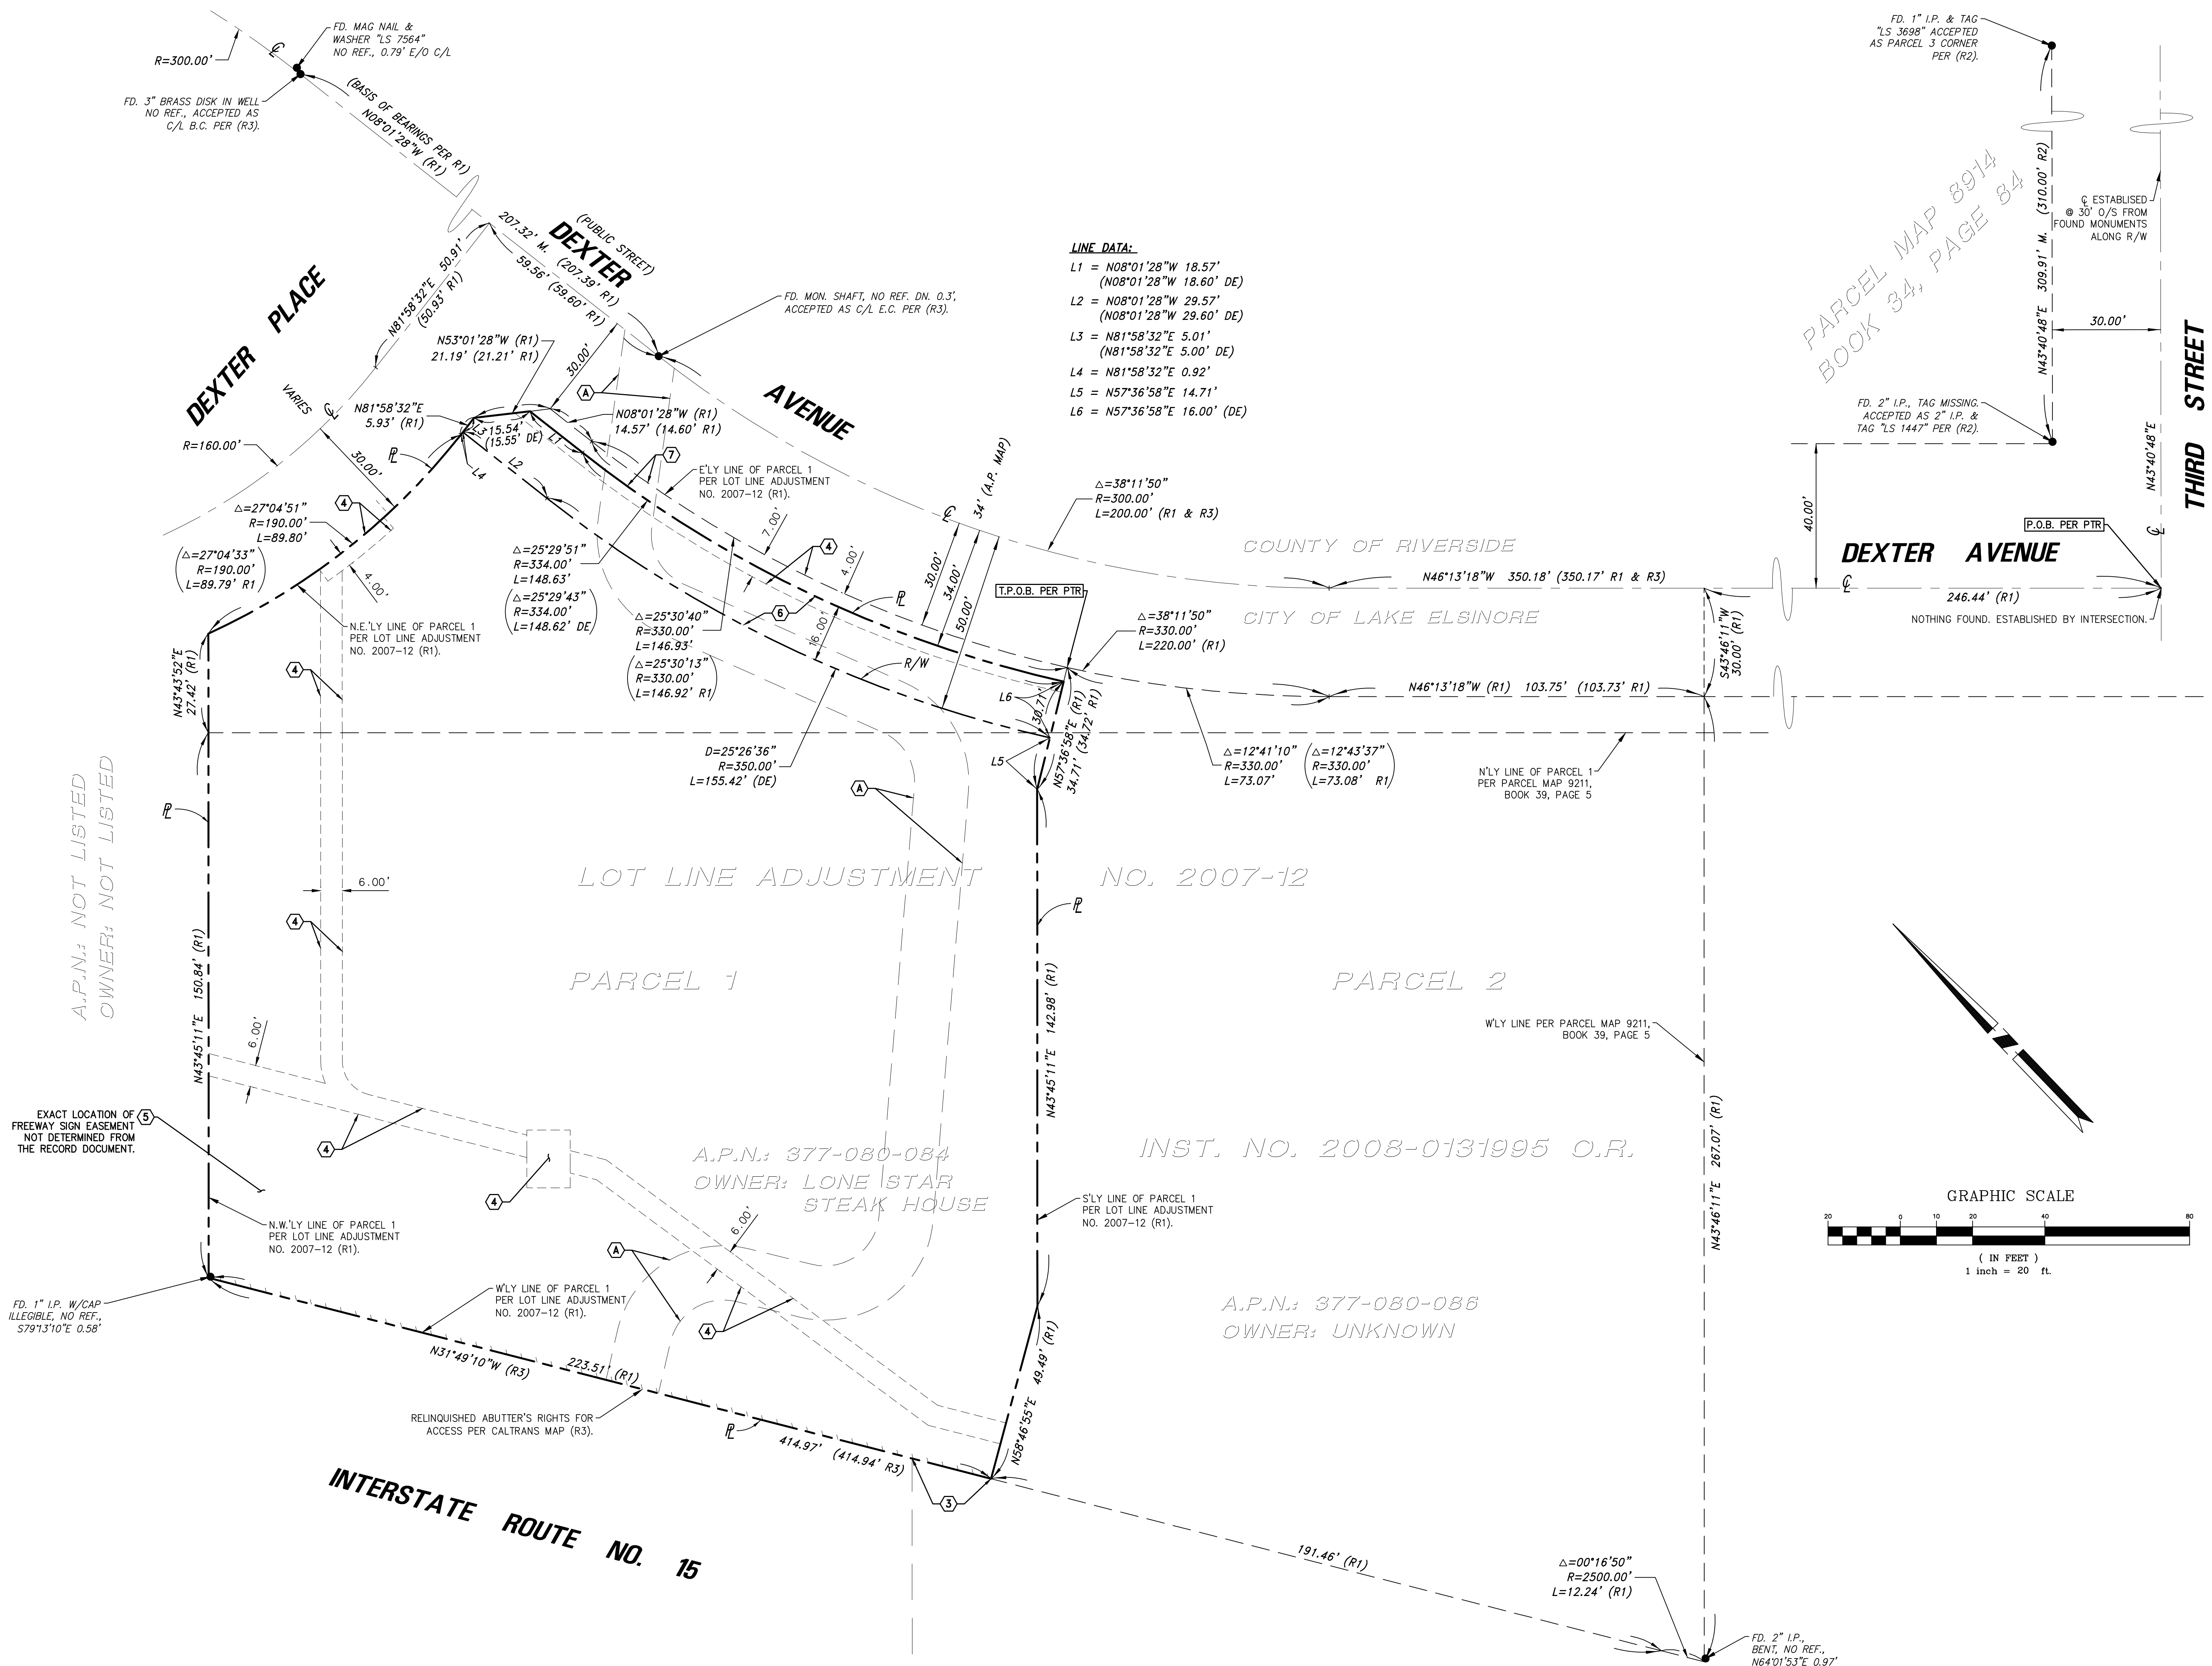 FD. MAG NAIL &
WASHER "LS 7564"
NO REF., 0.79' E/O C/L
R=300.00'
FD. 3" BRASS DISK IN WELL
NO REF., ACCEPTED AS
C/L B.C. PER (R3).
(BASIS OF BEARINGS PER R1)
N08°01'28"W (R1)
207.32' M. (207.39' R1)
59.56' (59.60' R1)
DEXTER
(PUBLIC STREET)
AVENUE
DEXTER PLACE
N81°58'32"E 50.91'
(50.93' R1)
FD. MON. SHAFT, NO REF. DN. 0.3',
ACCEPTED AS C/L E.C. PER (R3).
N53°01'28"W (R1)
21.19' (21.21' R1)
30.00'
A
VARIES
N81°58'32"E
5.93' (R1)
N08°01'28"W (R1)
14.57' (14.60' R1)
L3
15.54'
(15.55' DE)
L1
L2
L4
R=160.00'
30.00'
7
E'LY LINE OF PARCEL 1
PER LOT LINE ADJUSTMENT
NO. 2007-12 (R1).
LINE DATA:
L1 = N08°01'28"W 18.57'
(N08°01'28"W 18.60' DE)
L2 = N08°01'28"W 29.57'
(N08°01'28"W 29.60' DE)
L3 = N81°58'32"E 5.01'
(N81°58'32"E 5.00' DE)
L4 = N81°58'32"E 0.92'
L5 = N57°36'58"E 14.71'
L6 = N57°36'58"E 16.00' (DE)
FD. 1" I.P. & TAG
"LS 3698" ACCEPTED
AS PARCEL 3 CORNER
PER (R2).
PARCEL MAP 8914
BOOK 34, PAGE 84
N43°40'48"E 309.91' M. (310.00' R2)
℄ ESTABLISED
@ 30' O/S FROM
FOUND MONUMENTS
ALONG R/W
30.00'
FD. 2" I.P., TAG MISSING.
ACCEPTED AS 2" I.P. &
TAG "LS 1447" PER (R2).
N43°40'48"E
THIRD STREET
40.00'
P.O.B. PER PTR
DEXTER AVENUE
246.44' (R1)
NOTHING FOUND. ESTABLISHED BY INTERSECTION.
4
△=27°04'51"
R=190.00'
L=89.80'
(△=27°04'33"
R=190.00'
L=89.79' R1)
4.00'
N.E.'LY LINE OF PARCEL 1
PER LOT LINE ADJUSTMENT
NO. 2007-12 (R1).
△=25°29'51"
R=334.00'
L=148.63'
(△=25°29'43"
R=334.00'
L=148.62' DE)
△=25°30'40"
R=330.00'
L=146.93'
(△=25°30'13"
R=330.00'
L=146.92' R1)
7.00'
4
4.00'
6
16.00'
30.00'
34.00'
50.00'
34' (A.P. MAP)
R/W
△=38°11'50"
R=300.00'
L=200.00' (R1 & R3)
COUNTY OF RIVERSIDE
CITY OF LAKE ELSINORE
N46°13'18"W 350.18' (350.17' R1 & R3)
T.P.O.B. PER PTR
△=38°11'50"
R=330.00'
L=220.00' (R1)
S43°46'11"W
30.00' (R1)
N46°13'18"W (R1) 103.75' (103.73' R1)
L6
L5
30.71'
N57°36'58"E (R1)
34.71' (34.72' R1)
△=12°41'10"
R=330.00'
L=73.07'
(△=12°43'37"
R=330.00'
L=73.08' R1)
N'LY LINE OF PARCEL 1
PER PARCEL MAP 9211,
BOOK 39, PAGE 5
D=25°26'36"
R=350.00'
L=155.42' (DE)
N43°43'52"E
27.42' (R1)
4
A
A.P.N.: NOT LISTED
OWNER: NOT LISTED
6.00'
4
LOT LINE ADJUSTMENT NO. 2007-12
PARCEL 1
PARCEL 2
N43°45'11"E 150.84' (R1)
N43°45'11"E 142.98' (R1)
6.00'
W'LY LINE PER PARCEL MAP 9211,
BOOK 39, PAGE 5
N43°46'11"E 267.07' (R1)
EXACT LOCATION OF
FREEWAY SIGN EASEMENT
NOT DETERMINED FROM
THE RECORD DOCUMENT.
5
4
4
A.P.N.: 377-080-084
OWNER: LONE STAR
STEAK HOUSE
INST. NO. 2008-0131995 O.R.
S'LY LINE OF PARCEL 1
PER LOT LINE ADJUSTMENT
NO. 2007-12 (R1).
N.W.'LY LINE OF PARCEL 1
PER LOT LINE ADJUSTMENT
NO. 2007-12 (R1).
6.00'
A
4
GRAPHIC SCALE
20 0 10 20 40 80
( IN FEET )
1 inch = 20 ft.
FD. 1" I.P. W/CAP
ILLEGIBLE, NO REF.,
S79°13'10"E 0.58'
W'LY LINE OF PARCEL 1
PER LOT LINE ADJUSTMENT
NO. 2007-12 (R1).
A.P.N.: 377-080-086
OWNER: UNKNOWN
N31°49'10"W (R3)
223.51' (R1)
RELINQUISHED ABUTTER'S RIGHTS FOR
ACCESS PER CALTRANS MAP (R3).
414.97' (414.94' R3)
N58°46'55"E 49.49' (R1)
3
INTERSTATE ROUTE NO. 15
191.46' (R1)
△=00°16'50"
R=2500.00'
L=12.24' (R1)
FD. 2" I.P.,
BENT, NO REF.,
N64°01'53"E 0.97'